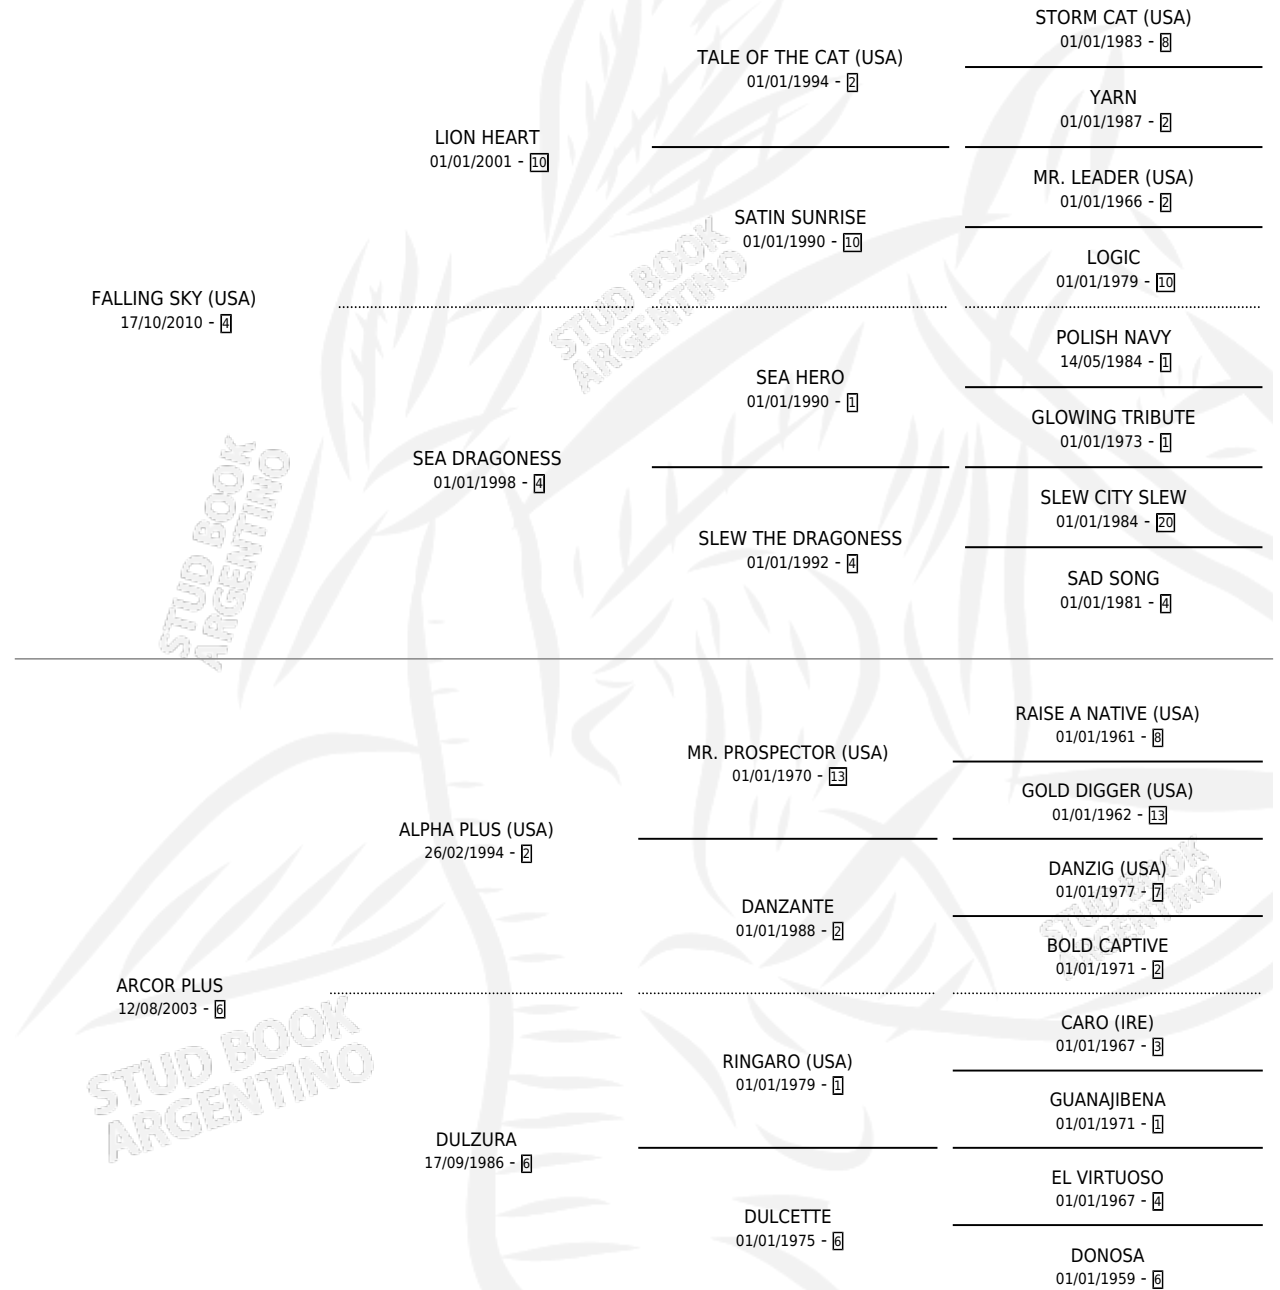 STORM CAT (USA)
01/01/1983 - 8
TALE OF THE CAT (USA)
01/01/1994 - 2
YARN
01/01/1987 - 2
LION HEART
01/01/2001 - 10
MR. LEADER (USA)
01/01/1966 - 2
SATIN SUNRISE
01/01/1990 - 10
LOGIC
01/01/1979 - 10
FALLING SKY (USA)
17/10/2010 - 4
POLISH NAVY
14/05/1984 - 1
SEA HERO
01/01/1990 - 1
GLOWING TRIBUTE
01/01/1973 - 1
SEA DRAGONESS
01/01/1998 - 4
SLEW CITY SLEW
01/01/1984 - 20
SLEW THE DRAGONESS
01/01/1992 - 4
SAD SONG
01/01/1981 - 4
RAISE A NATIVE (USA)
01/01/1961 - 8
MR. PROSPECTOR (USA)
01/01/1970 - 13
GOLD DIGGER (USA)
01/01/1962 - 13
ALPHA PLUS (USA)
26/02/1994 - 2
DANZIG (USA)
01/01/1977 - 7
DANZANTE
01/01/1988 - 2
BOLD CAPTIVE
01/01/1971 - 2
ARCOR PLUS
12/08/2003 - 6
CARO (IRE)
01/01/1967 - 3
RINGARO (USA)
01/01/1979 - 1
GUANAJIBENA
01/01/1971 - 1
DULZURA
17/09/1986 - 6
EL VIRTUOSO
01/01/1967 - 4
DULCETTE
01/01/1975 - 6
DONOSA
01/01/1959 - 6
STUD BOOK
ARGENTINO
STUD BOOK
ARGENTINO
STUD BOOK
ARGENTINO
STUD BOOK
ARGENTINO